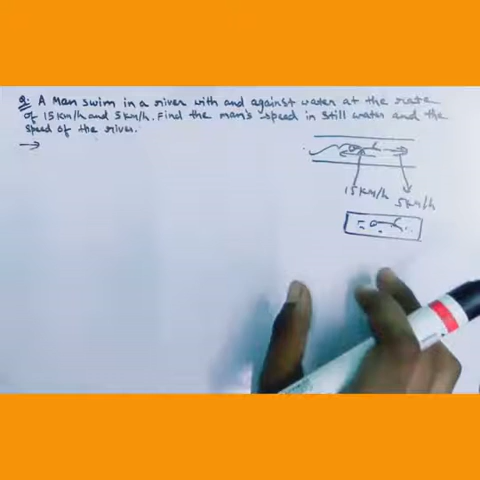 Q. A Man swim in a river with and against water at the rate
of 15 km/h and 5 km/h. Find the man's speed in still water and the
speed of the river.
15 km/h
5 km/h